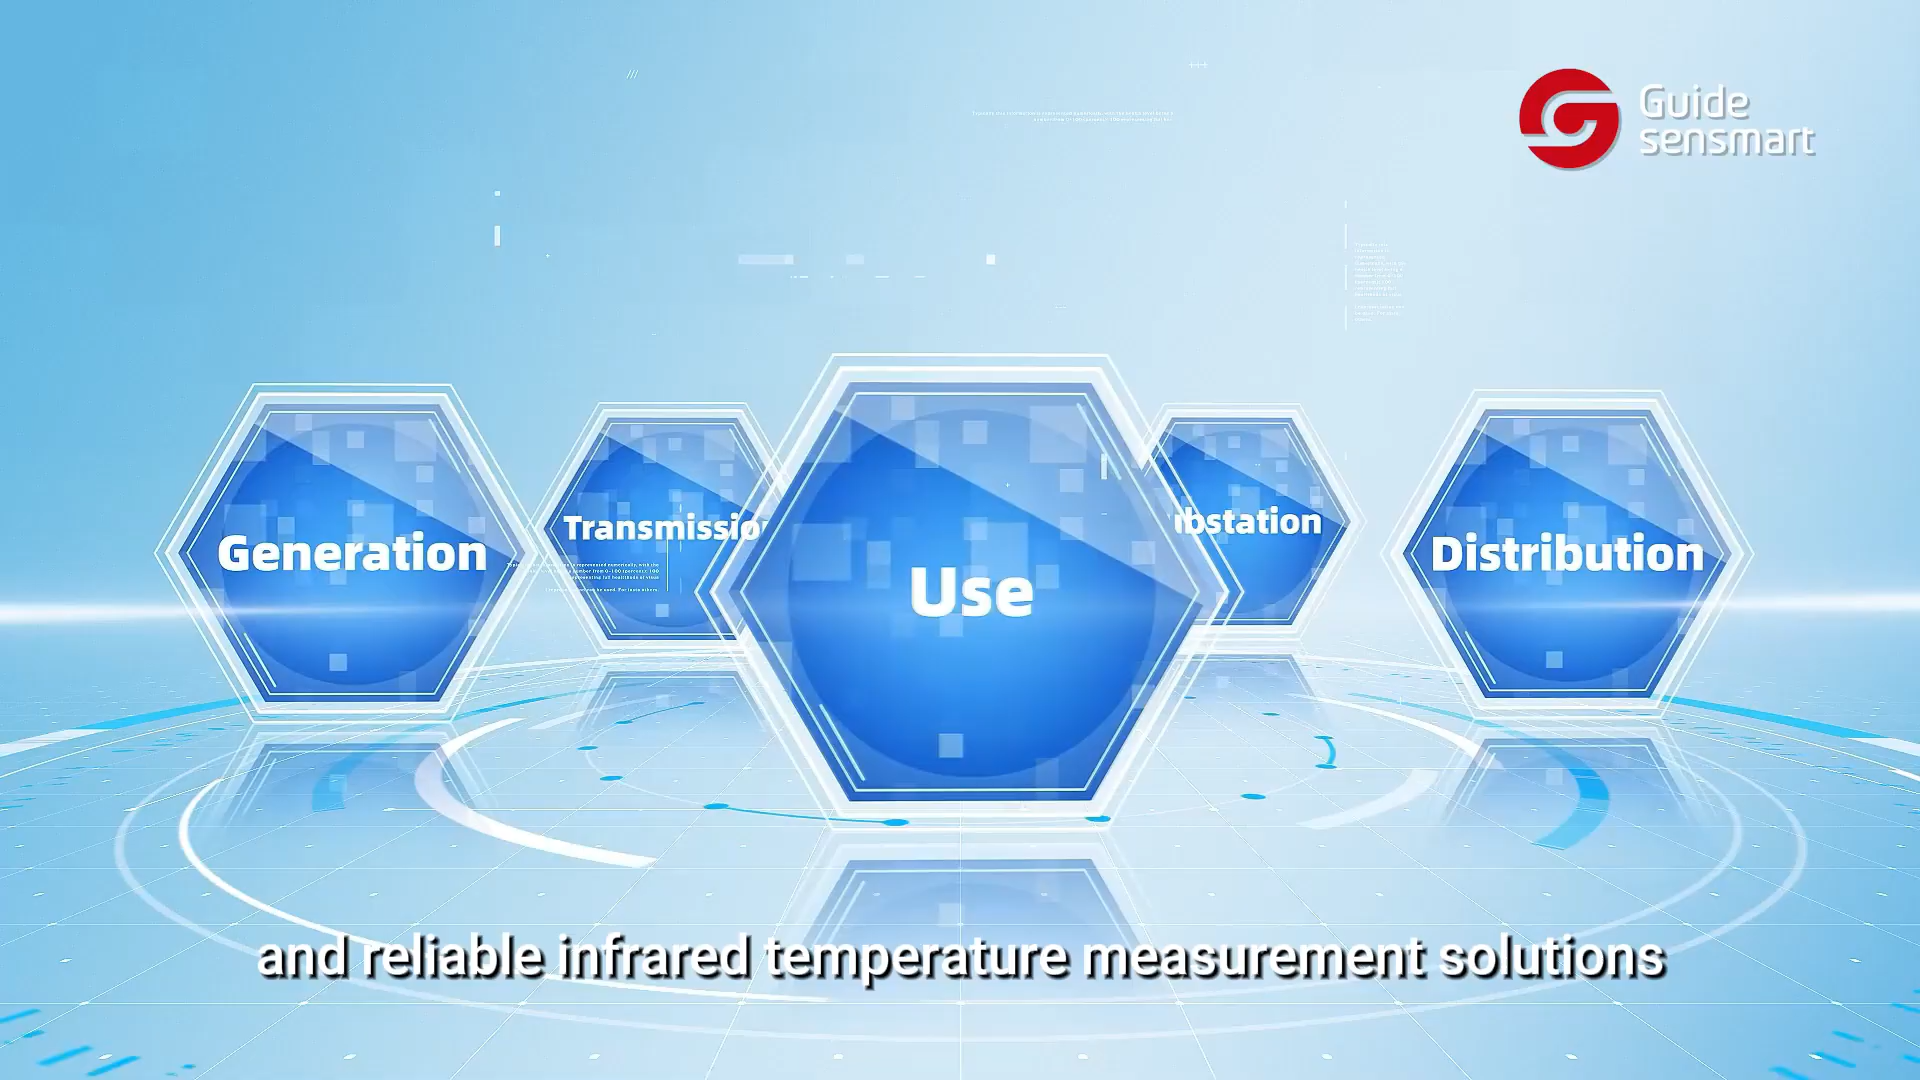 Guide
sensmart
Generation
Transmissio
Use
bstation
Distribution
and reliable infrared temperature measurement solutions